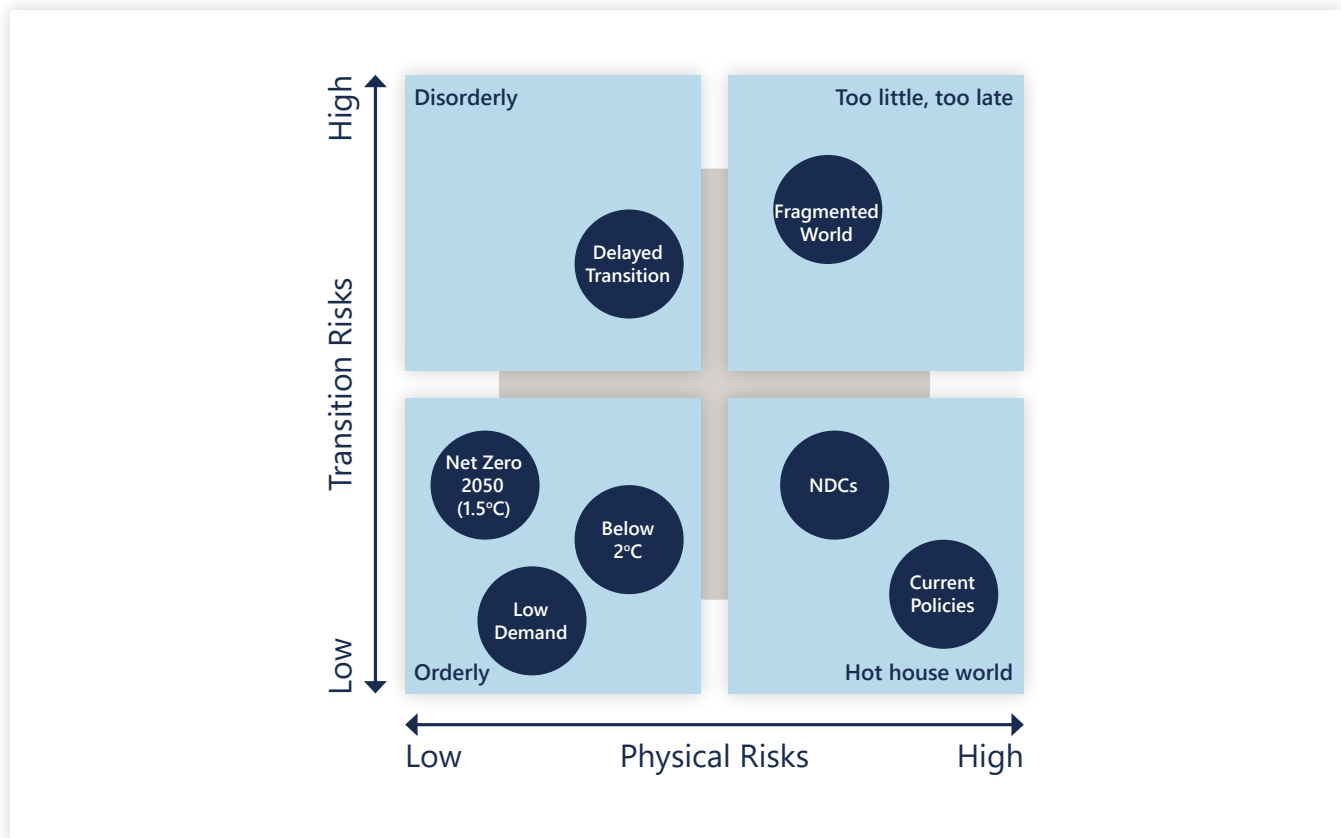 High
Transition Risks
Low
Disorderly
Delayed
Transition
Too little, too late
Fragmented
World
Net Zero
2050
(1.5°C)
Below
2°C
Low
Demand
Orderly
NDCs
Current
Policies
Hot house world
Low
Physical Risks
High